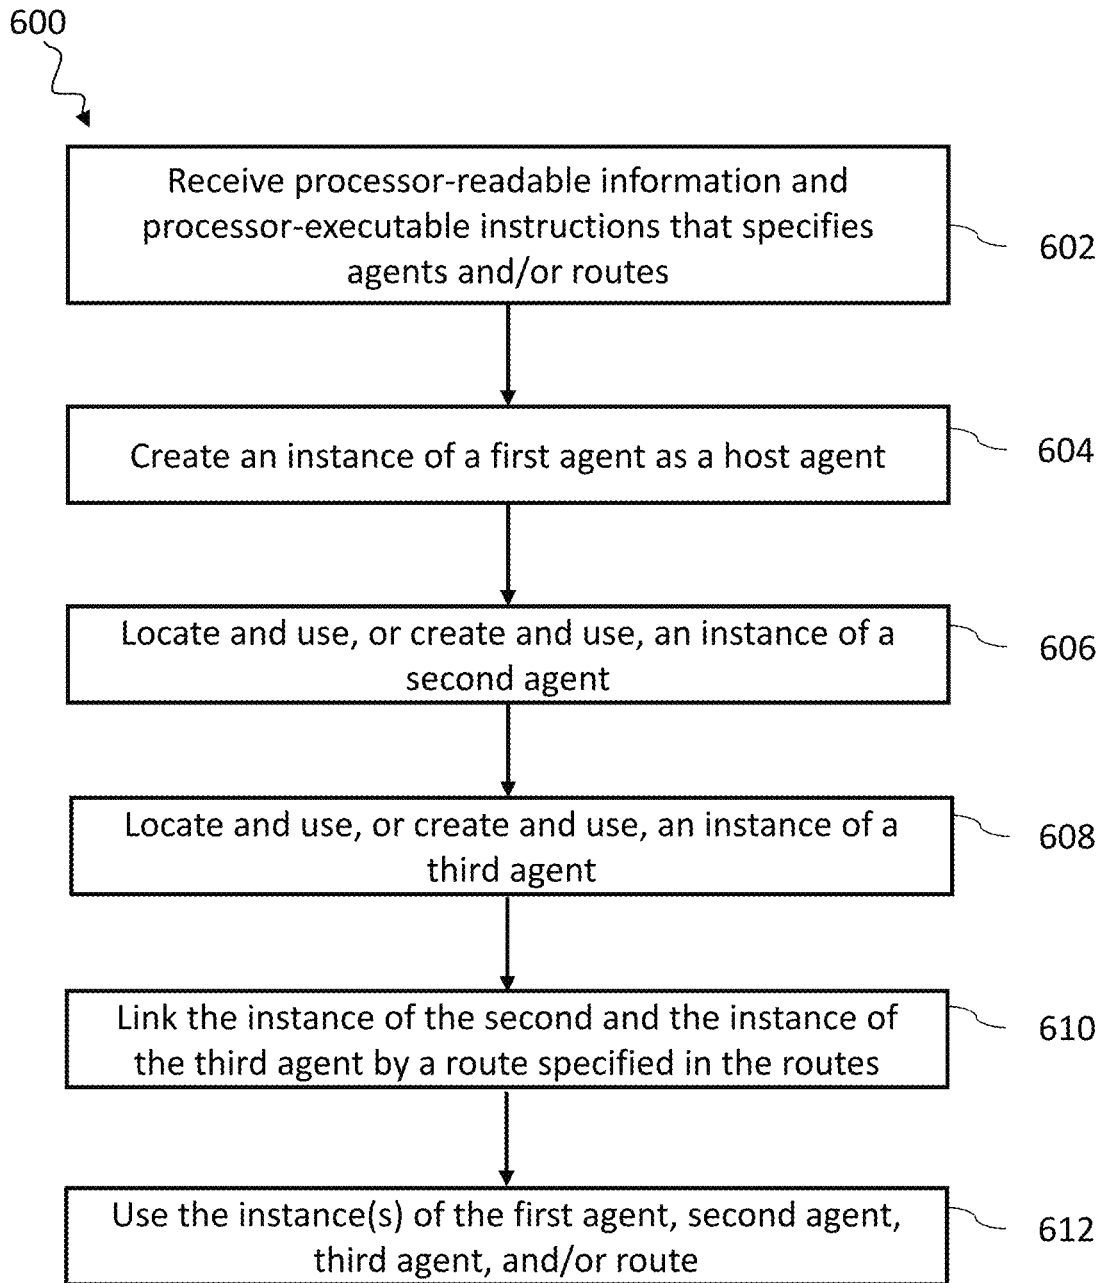 600
Receive processor-readable information and
processor-executable instructions that specifies
agents and/or routes
602
Create an instance of a first agent as a host agent
604
Locate and use, or create and use, an instance of a
second agent
606
Locate and use, or create and use, an instance of a
third agent
608
Link the instance of the second and the instance of
the third agent by a route specified in the routes
610
Use the instance(s) of the first agent, second agent,
third agent, and/or route
612